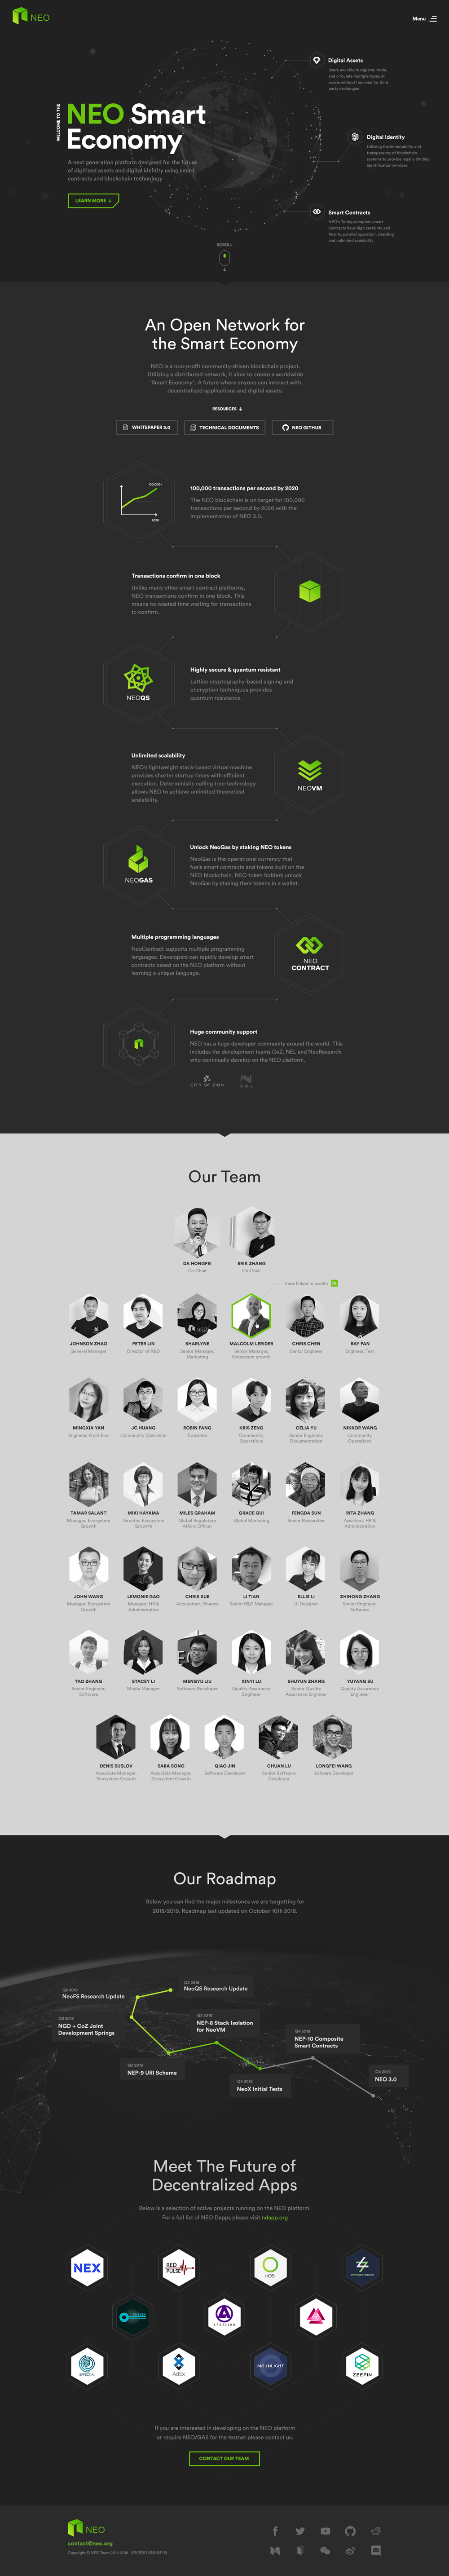 NEO
Menu
WELCOME TO THE
NEO Smart
Economy
A next generation platform designed for the future
of digitized assets and digital identity using smart
contracts and blockchain technology
LEARN MORE ↓
Digital Assets
Users are able to register, trade,
and circulate multiple types of
assets without the need for third
party exchanges
Digital Identity
Utilizing the immutability and
transparency of blockchain
systems to provide legally binding
identification services
Smart Contracts
NEO's Turing-complete smart
contracts have high certainty and
finality, parallel operation, sharding
and unlimited scalability
SCROLL
An Open Network for
the Smart Economy
NEO is a non-profit community-driven blockchain project.
Utilizing a distributed network, it aims to create a worldwide
"Smart Economy". A future where anyone can interact with
decentralized applications and digital assets.
RESOURCES ↓
WHITEPAPER 3.0
TECHNICAL DOCUMENTS
NEO GITHUB
100,000+
2020
100,000 transactions per second by 2020
The NEO blockchain is on target for 100,000
transactions per second by 2020 with the
implementation of NEO 3.0.
Transactions confirm in one block
Unlike many other smart contract platforms,
NEO transactions confirm in one block. This
means no wasted time waiting for transactions
to confirm.
NEOQS
Highly secure & quantum resistant
Lattice cryptography-based signing and
encryption techniques provides
quantum resistance.
Unlimited scalability
NEO's lightweight stack-based virtual machine
provides shorter startup times with efficient
execution. Deterministic calling tree-technology
allows NEO to achieve unlimited theoretical
scalability.
NEOVM
NEOGAS
Unlock NeoGas by staking NEO tokens
NeoGas is the operational currency that
fuels smart contracts and tokens built on the
NEO blockchain. NEO token holders unlock
NeoGas by staking their tokens in a wallet.
Multiple programming languages
NeoContract supports multiple programming
languages. Developers can rapidly develop smart
contracts based on the NEO platform without
learning a unique language.
NEO
CONTRACT
Huge community support
NEO has a huge developer community around the world. This
includes the development teams CoZ, NEL and NeoResearch
who continually develop on the NEO platform.
CITY OF ZION
Our Team
DA HONGFEI
Co-Chair
ERIK ZHANG
Co-Chair
View linked in profile
JOHNSON ZHAO
General Manager
PETER LIN
Director of R&D
SHARLYNE
Senior Manager,
Marketing
MALCOLM LERIDER
Senior Manager,
Ecosystem growth
CHRIS CHEN
Senior Engineer
RAY FAN
Engineer, Test
MINGXIA YAN
Engineer, Front End
JC HUANG
Community Operation
ROBIN FANG
Translator
KRIS ZENG
Community
Operations
CELIA YU
Senior Engineer,
Documentation
NIKKOR WANG
Community
Operations
TAMAR SALANT
Manager, Ecosystem
Growth
MIKI HAYAMA
Director, Ecosystem
Growth
MILES GRAHAM
Global Regulatory
Affairs Officer
GRACE GUI
Global Marketing
FENGDA SUN
Senior Researcher
RITA ZHANG
Assistant, HR &
Administrative
JOHN WANG
Manager, Ecosystem
Growth
LEMONIE GAO
Manager, HR &
Administrative
CHRIS XUE
Accountant, Finance
LI TIAN
Senior R&D Manager
ELLIE LI
UI Designer
ZHIHONG ZHANG
Senior Engineer,
Software
TAO ZHANG
Senior Engineer,
Software
STACEY LI
Media Manager
MENGYU LIU
Software Developer
XINYI LU
Quality Assurance
Engineer
SHUYUN ZHANG
Senior Quality
Assurance Engineer
YUYANG SU
Quality Assurance
Engineer
DENIS SUSLOV
Associate Manager,
Ecosystem Growth
SARA SONG
Associate Manager,
Ecosystem Growth
QIAO JIN
Software Developer
CHUAN LU
Senior Software
Developer
LONGFEI WANG
Software Developer
Our Roadmap
Below you can find the major milestones we are targetting for
2018/2019. Roadmap last updated on October 10th 2018.
Q2 2018
NeoFS Research Update
Q2 2018
NeoQS Research Update
NGD + CoZ Joint
Development Springs
NEP-9 URI Scheme
Q3 2018
NEP-8 Stack Isolation
for NeoVM
Q4 2018
NeoX Initial Tests
Q4 2018
NEP-10 Composite
Smart Contracts
NEO 3.0
Meet The Future of
Decentralized Apps
Below is a selection of active projects running on the NEO platform.
For a full list of NEO Dapps please visit ndapp.org
NEX
RED
PULSE
nOS
APHELION
EFFECT.AI
Adex
MOONLIGHT
ZEEPIN
If you are interested in developing on the NEO platform
or require NEO/GAS for the testnet please contact us.
CONTACT OUR TEAM
NEO
contact@neo.org
Copyright © NEO Team 2014-2018